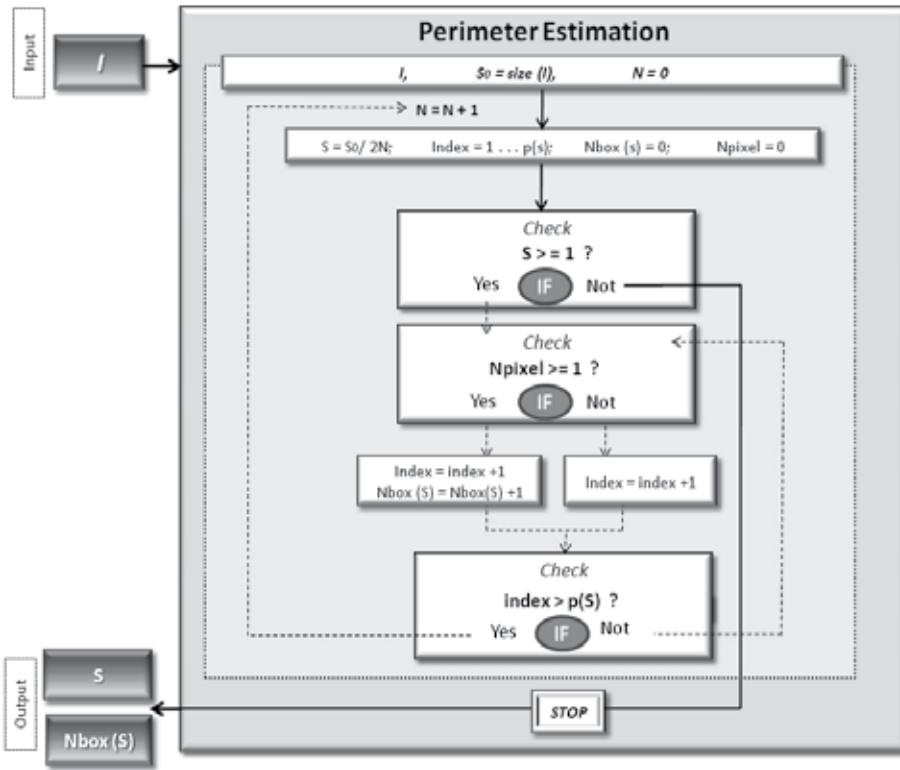 Perimeter Estimation
Input
I
I, S0 = size (I), N = 0
N = N + 1
S = S0/ 2N; Index = 1 ... p(s); Nbox (s) = 0; Npixel = 0
Check
S >= 1 ?
Yes IF Not
Check
Npixel >= 1 ?
Yes IF Not
Index = index +1
Nbox (S) = Nbox(S) +1
Index = index +1
Check
index > p(S) ?
Yes IF Not
Output
S
Nbox (S)
STOP